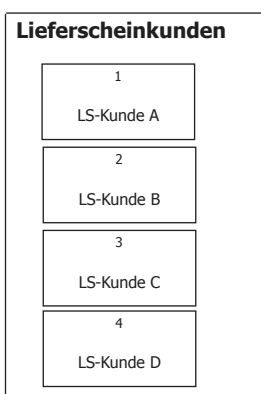 Lieferscheinkunden
1
LS-Kunde A
2
LS-Kunde B
3
LS-Kunde C
4
LS-Kunde D